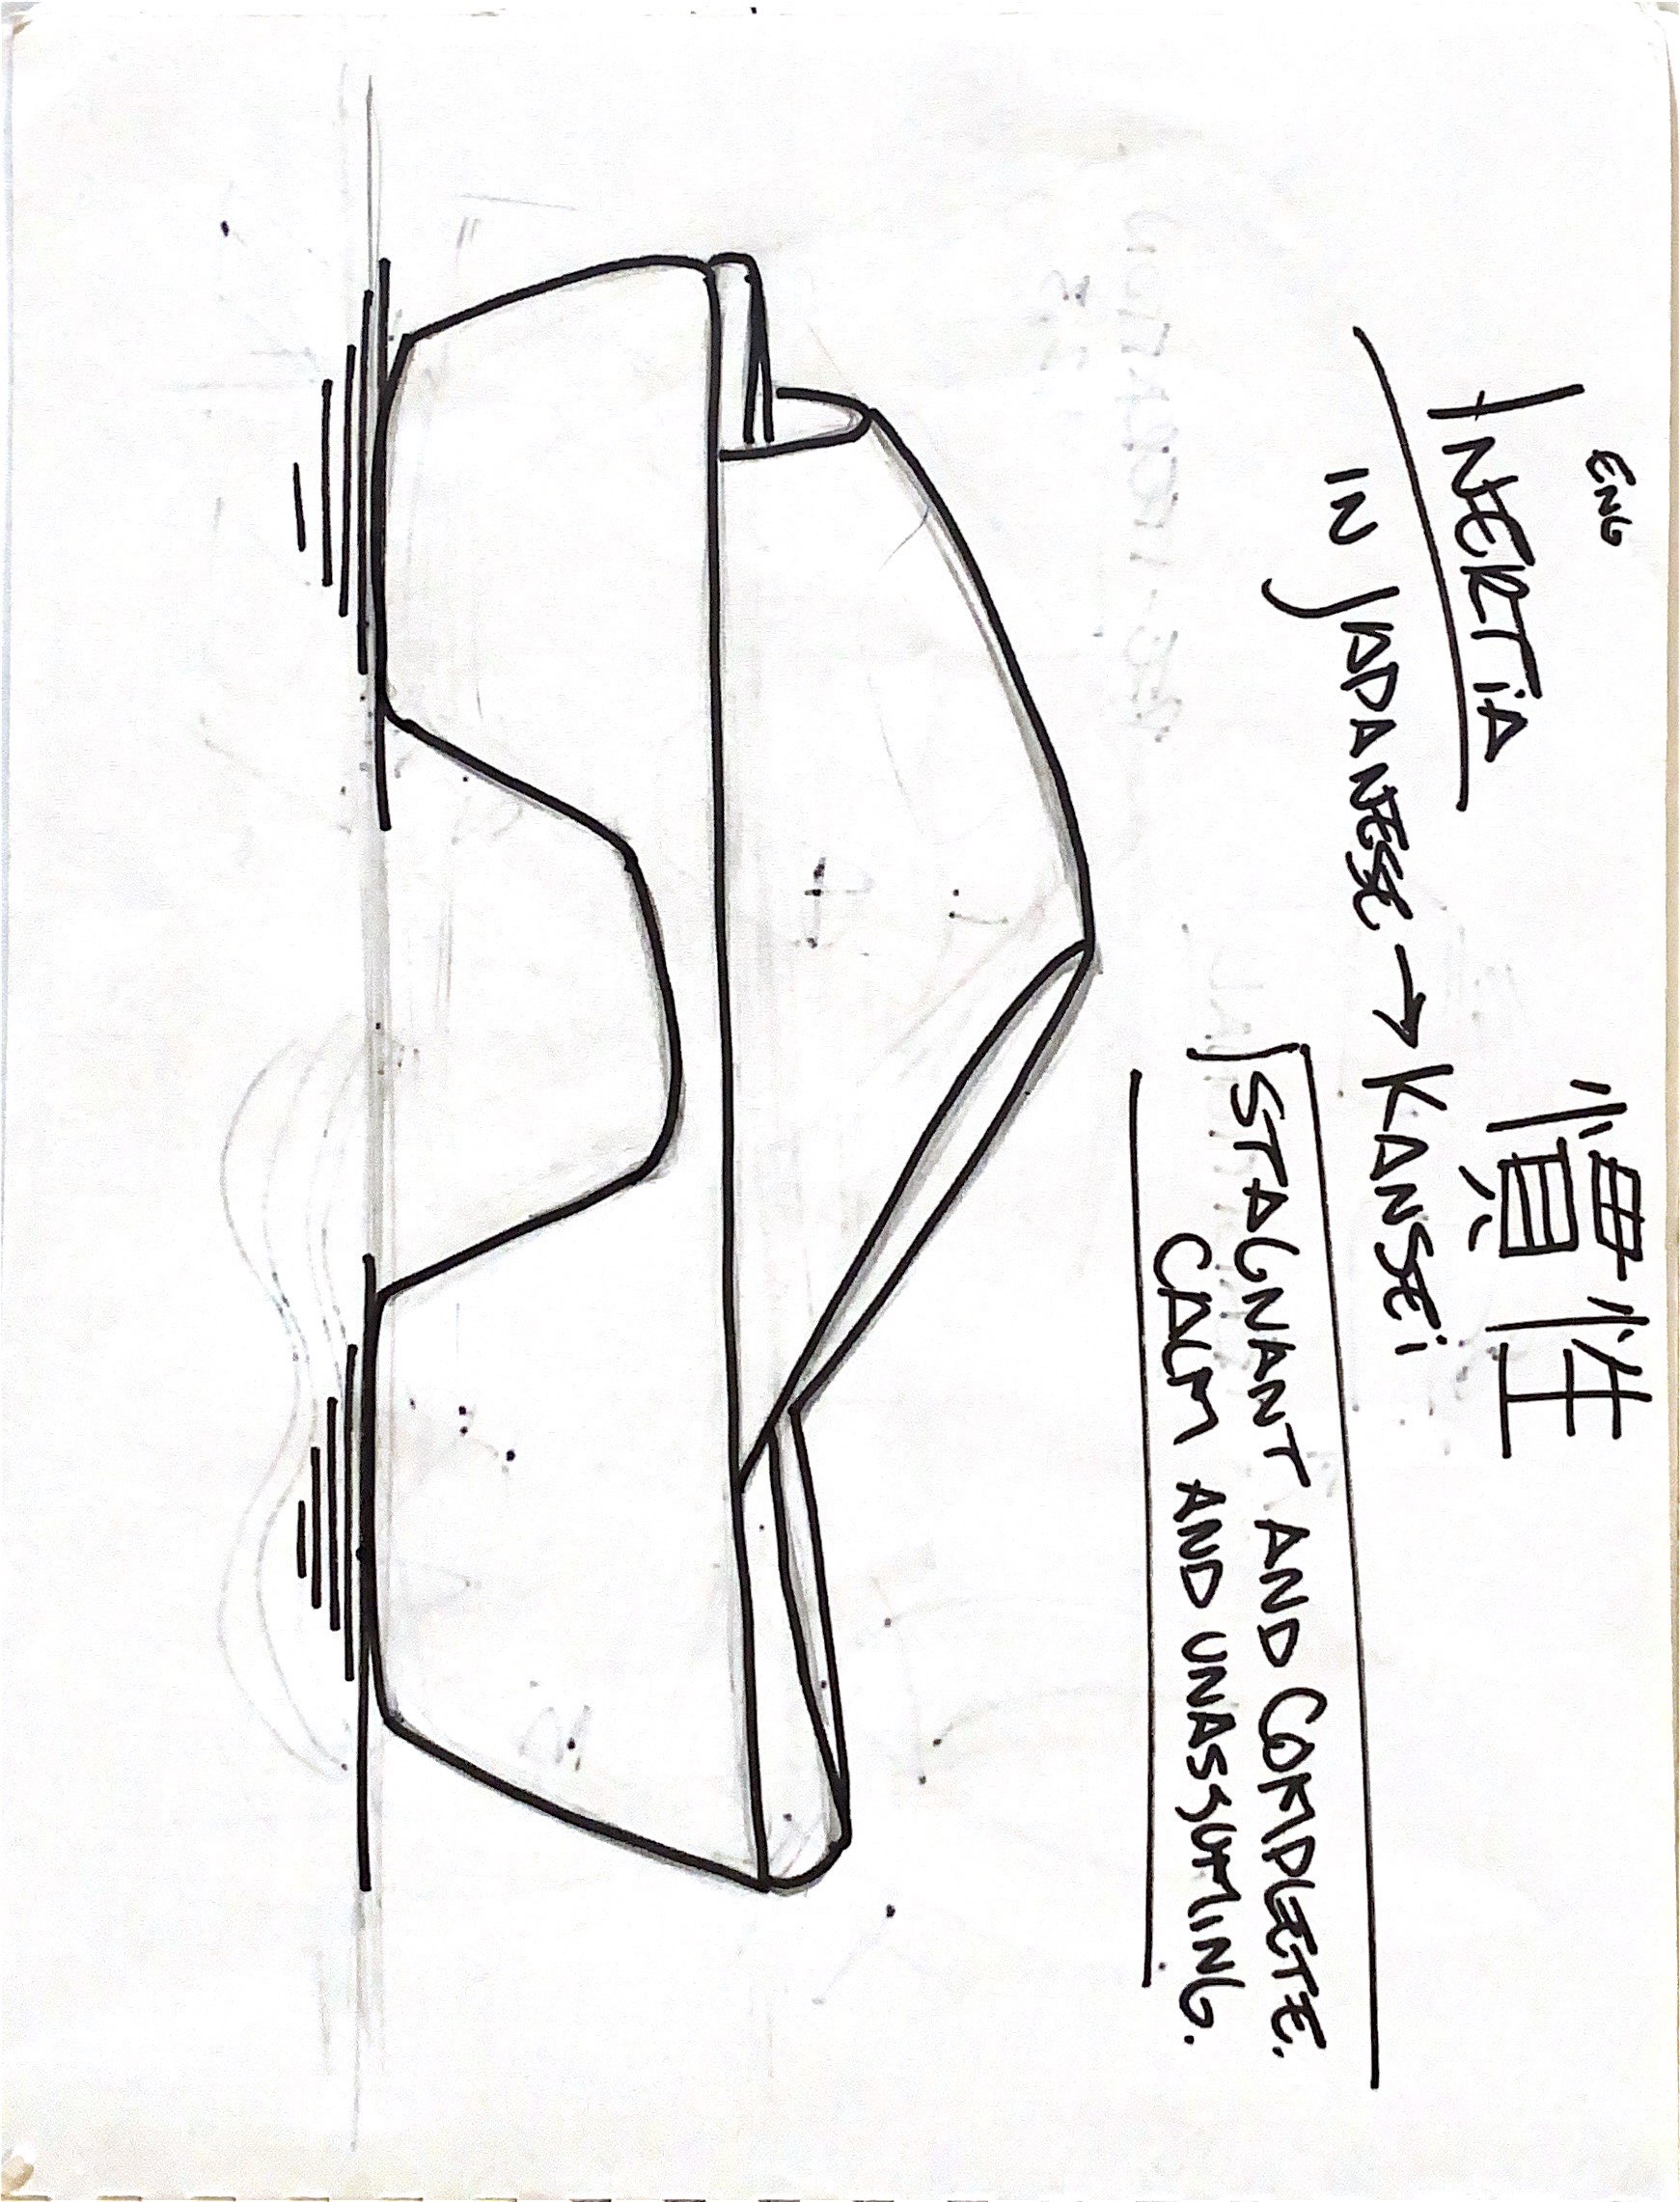 ENG
INERTiA
慣性
IN JAPANESE → KANSEi
STAGNANT AND COMPLETE.
CALM AND UNASSUMING.